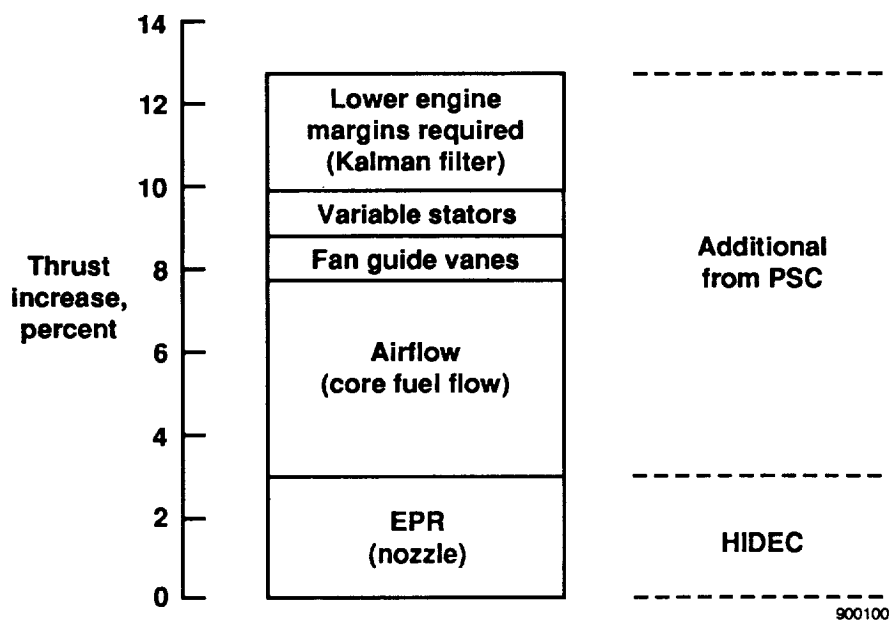 14
12
10
8
6
4
2
0
Thrust
increase,
percent
Lower engine
margins required
(Kalman filter)
Variable stators
Fan guide vanes
Airflow
(core fuel flow)
EPR
(nozzle)
Additional
from PSC
HIDEC
900100